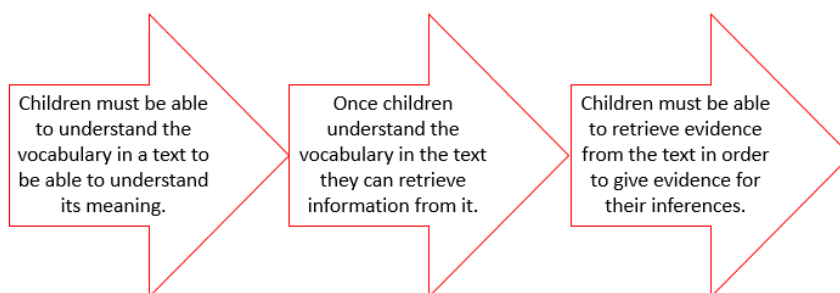 Children must be able
to understand the
vocabulary in a text to
be able to understand
its meaning.
Once children
understand the
vocabulary in the text
they can retrieve
information from it.
Children must be able
to retrieve evidence
from the text in order
to give evidence for
their inferences.